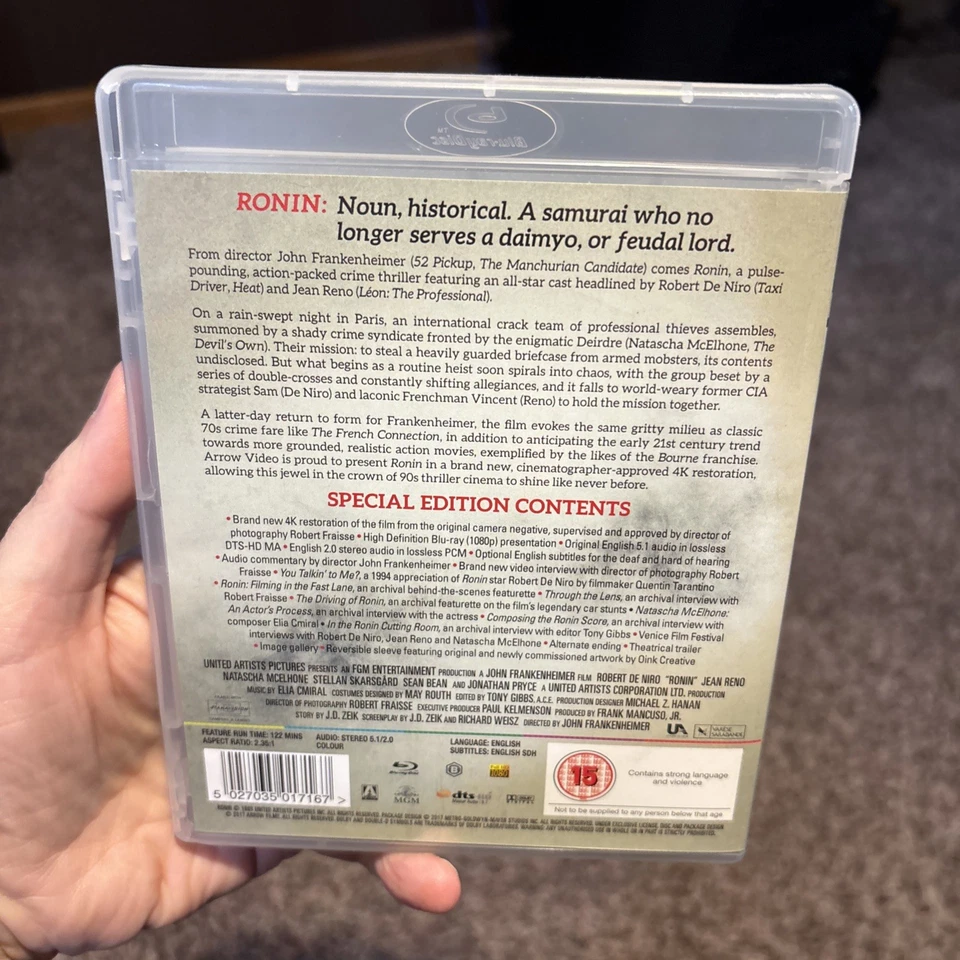 Blu-ray Disc
TM
RONIN: Noun, historical. A samurai who no
longer serves a daimyo, or feudal lord.
From director John Frankenheimer (52 Pickup, The Manchurian Candidate) comes Ronin, a pulse-
pounding, action-packed crime thriller featuring an all-star cast headlined by Robert De Niro (Taxi
Driver, Heat) and Jean Reno (Léon: The Professional).
On a rain-swept night in Paris, an international crack team of professional thieves assembles,
summoned by a shady crime syndicate fronted by the enigmatic Deirdre (Natascha McElhone, The
Devil's Own). Their mission: to steal a heavily guarded briefcase from armed mobsters, its contents
undisclosed. But what begins as a routine heist soon spirals into chaos, with the group beset by a
series of double-crosses and constantly shifting allegiances, and it falls to world-weary former CIA
strategist Sam (De Niro) and laconic Frenchman Vincent (Reno) to hold the mission together.
A latter-day return to form for Frankenheimer, the film evokes the same gritty milieu as classic
70s crime fare like The French Connection, in addition to anticipating the early 21st century trend
towards more grounded, realistic action movies, exemplified by the likes of the Bourne franchise.
Arrow Video is proud to present Ronin in a brand new, cinematographer-approved 4K restoration,
allowing this jewel in the crown of 90s thriller cinema to shine like never before.
SPECIAL EDITION CONTENTS
• Brand new 4K restoration of the film from the original camera negative, supervised and approved by director of
photography Robert Fraisse • High Definition Blu-ray (1080p) presentation • Original English 5.1 audio in lossless
DTS-HD MA • English 2.0 stereo audio in lossless PCM • Optional English subtitles for the deaf and hard of hearing
• Audio commentary by director John Frankenheimer • Brand new video interview with director of photography Robert
Fraisse • You Talkin' to Me?, a 1994 appreciation of Ronin star Robert De Niro by filmmaker Quentin Tarantino
• Ronin: Filming in the Fast Lane, an archival behind-the-scenes featurette • Through the Lens, an archival interview with
Robert Fraisse • The Driving of Ronin, an archival featurette on the film's legendary car stunts • Natascha McElhone:
An Actor's Process, an archival interview with the actress • Composing the Ronin Score, an archival interview with
composer Elia Cmiral • In the Ronin Cutting Room, an archival interview with editor Tony Gibbs • Venice Film Festival
interviews with Robert De Niro, Jean Reno and Natascha McElhone • Alternate ending • Theatrical trailer
• Image gallery • Reversible sleeve featuring original and newly commissioned artwork by Oink Creative
UNITED ARTISTS PICTURES PRESENTS AN FGM ENTERTAINMENT PRODUCTION A JOHN FRANKENHEIMER FILM ROBERT DE NIRO "RONIN" JEAN RENO
NATASCHA MCELHONE STELLAN SKARSGÅRD SEAN BEAN AND JONATHAN PRYCE A UNITED ARTISTS CORPORATION LTD. PRODUCTION
MUSIC BY ELIA CMIRAL COSTUMES DESIGNED BY MAY ROUTH EDITED BY TONY GIBBS, A.C.E. PRODUCTION DESIGNER MICHAEL Z. HANAN
DIRECTOR OF PHOTOGRAPHY ROBERT FRAISSE EXECUTIVE PRODUCER PAUL KELMENSON PRODUCED BY FRANK MANCUSO, JR.
STORY BY J.D. ZEIK SCREENPLAY BY J.D. ZEIK AND RICHARD WEISZ DIRECTED BY JOHN FRANKENHEIMER
UA
FEATURE RUN TIME: 122 MINS
ASPECT RATIO: 2.35:1
AUDIO: STEREO 5.1/2.0
COLOUR
LANGUAGE: ENGLISH
SUBTITLES: ENGLISH SDH
5 027035 017167 >
Blu-ray Disc
MGM
dts
15
Contains strong language
and violence
Not to be supplied to any person below that age